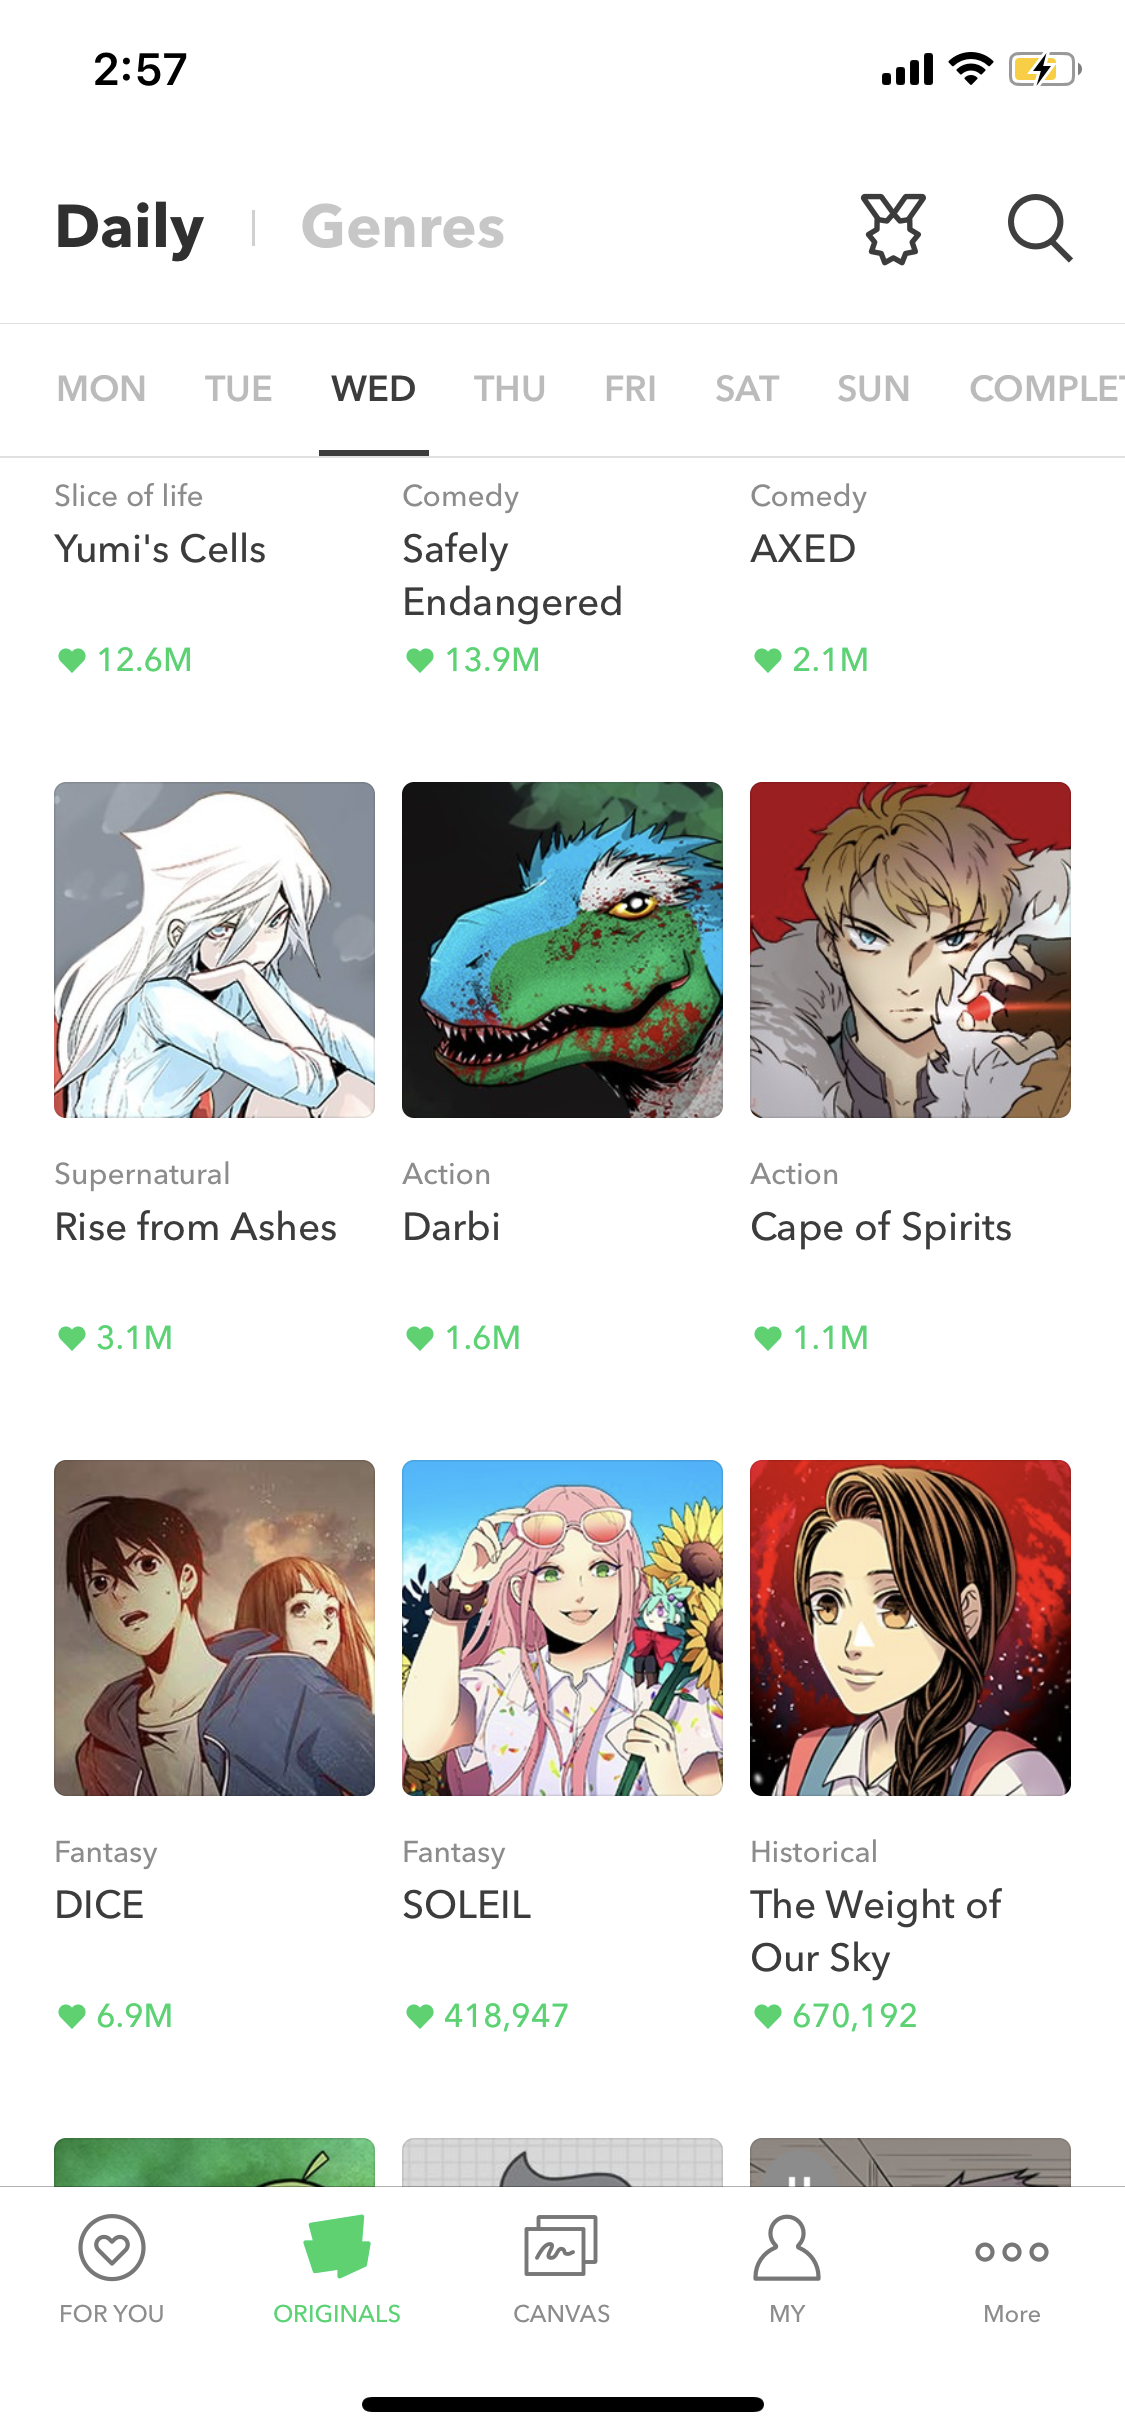 2:57
Daily
Genres
MON TUE WED THU FRI SAT SUN COMPLET
Slice of life
Yumi's Cells
12.6M
Comedy
Safely
Endangered
13.9M
Comedy
AXED
2.1M
Supernatural
Rise from Ashes
3.1M
Action
Darbi
1.6M
Action
Cape of Spirits
1.1M
Fantasy
DICE
6.9M
Fantasy
SOLEIL
418,947
Historical
The Weight of
Our Sky
670,192
FOR YOU
ORIGINALS
CANVAS
MY
More